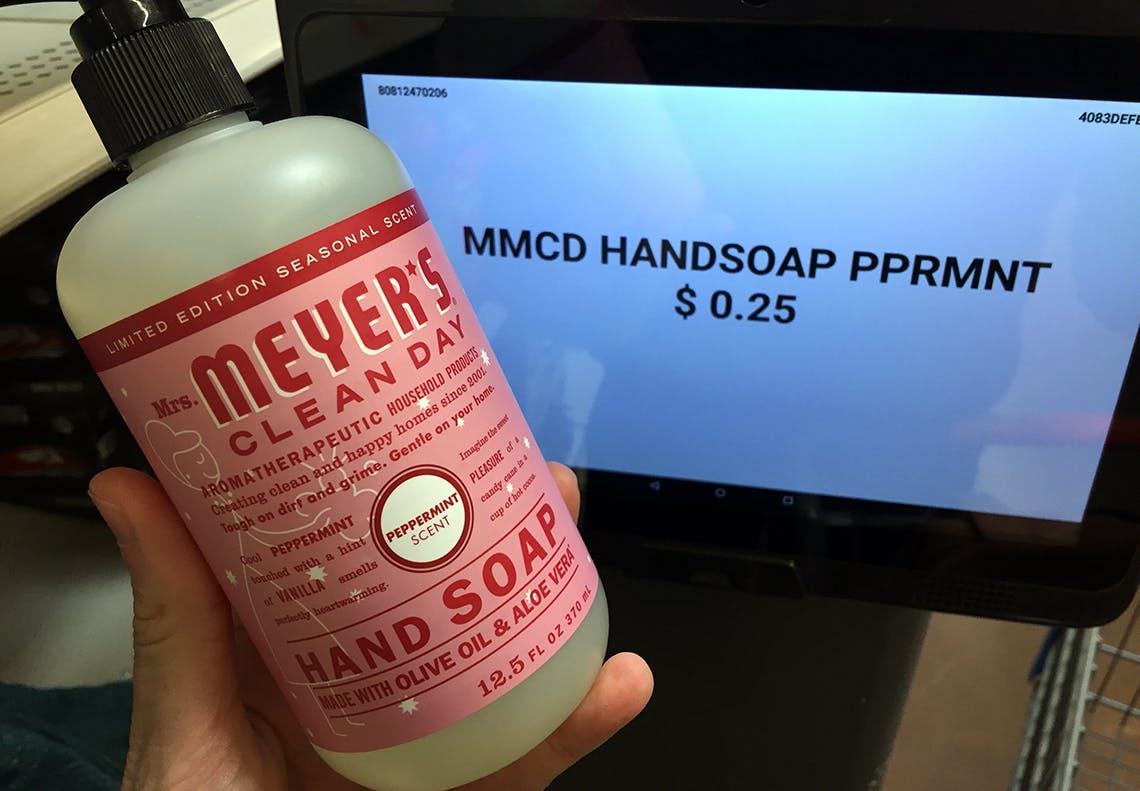 80812470206
4083DEFE
MMCD HANDSOAP PPRMNT
$ 0.25
LIMITED EDITION SEASONAL SCENT
Mrs. MEYER'S
CLEAN DAY
AROMATHERAPEUTIC HOUSEHOLD PRODUCTS
Creating clean and happy homes since 2001.
Tough on dirt and grime. Gentle on your home.
Cool PEPPERMINT
touched with a hint
of VANILLA smells
perfectly heartwarming.
PEPPERMINT
SCENT
Imagine the sweet
PLEASURE of a
candy cane in a
cup of hot cocoa.
HAND SOAP
MADE WITH OLIVE OIL & ALOE VERA
12.5 FL OZ 370 mL